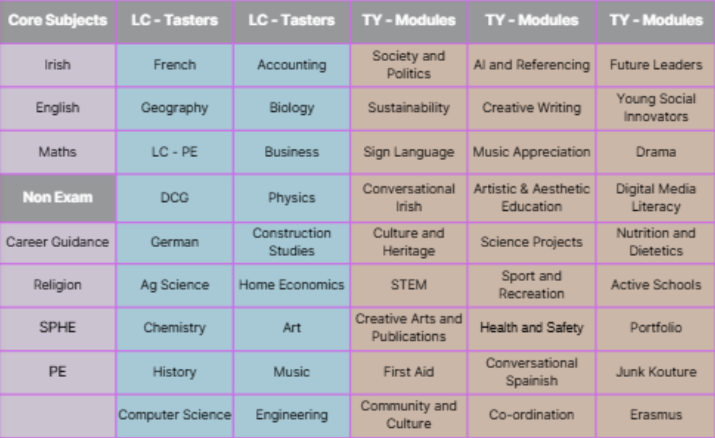 Core Subjects LC - Tasters LC - Tasters TY - Modules TY - Modules TY - Modules
Irish French Accounting Society and Politics AI and Referencing Future Leaders
English Geography Biology Sustainability Creative Writing Young Social Innovators
Maths LC - PE Business Sign Language Music Appreciation Drama
Non Exam DCG Physics Conversational Irish Artistic & Aesthetic Education Digital Media Literacy
Career Guidance German Construction Studies Culture and Heritage Science Projects Nutrition and Dietetics
Religion Ag Science Home Economics STEM Sport and Recreation Active Schools
SPHE Chemistry Art Creative Arts and Publications Health and Safety Portfolio
PE History Music First Aid Conversational Spainish Junk Kouture
Computer Science Engineering Community and Culture Co-ordination Erasmus